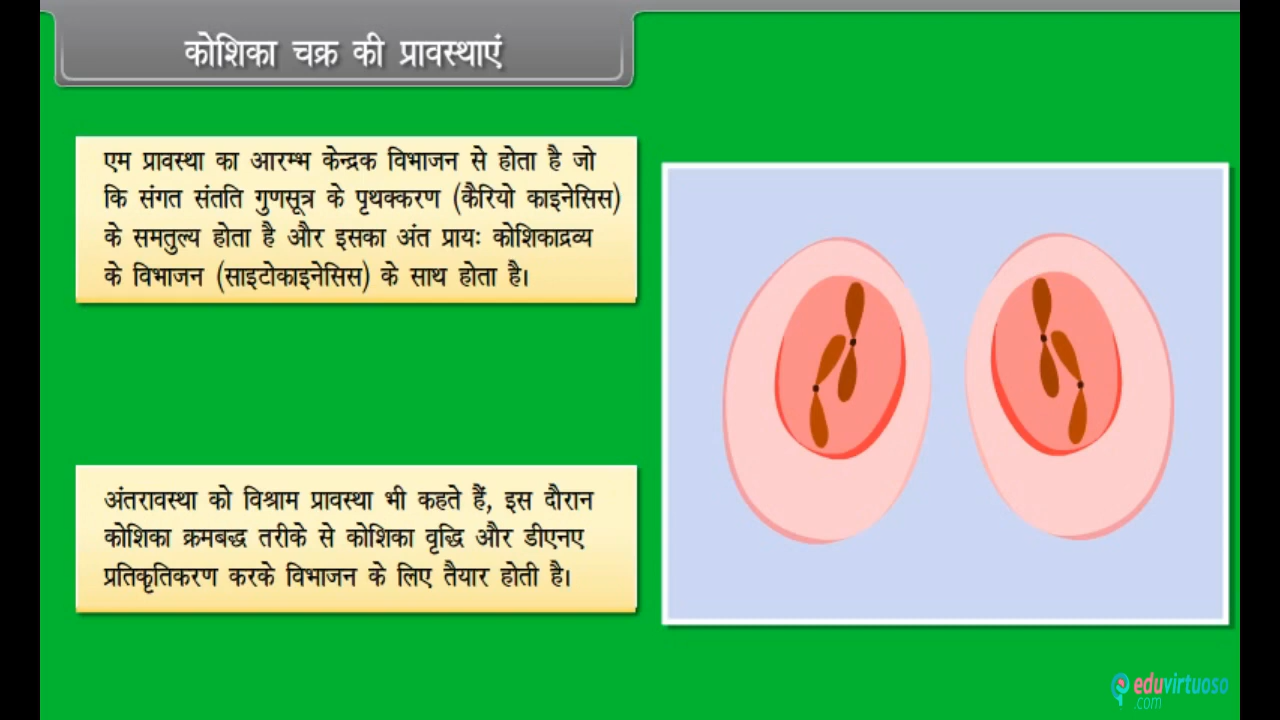 कोशिका चक्र की प्रावस्थाएं
एम प्रावस्था का आरम्भ केन्द्रक विभाजन से होता है जो
कि संगत संतति गुणसूत्र के पृथक्करण (कैरियो काइनेसिस)
के समतुल्य होता है और इसका अंत प्रायः कोशिकाद्रव्य
के विभाजन (साइटोकाइनेसिस) के साथ होता है।
अंतरावस्था को विश्राम प्रावस्था भी कहते हैं, इस दौरान
कोशिका क्रमबद्ध तरीके से कोशिका वृद्धि और डीएनए
प्रतिकृतिकरण करके विभाजन के लिए तैयार होती है।
eduvirtuoso
.com